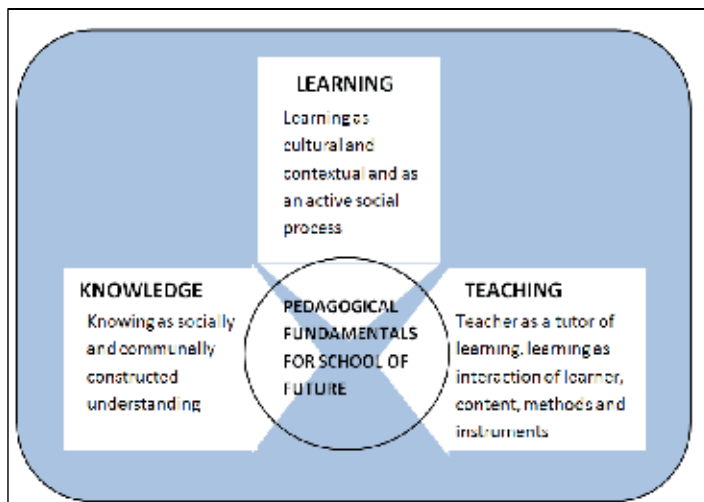 LEARNING
Learning as
cultural and
contextual and as
an active social
process
KNOWLEDGE
Knowing as socially
and communally
constructed
understanding
PEDAGOGICAL
FUNDAMENTALS
FOR SCHOOL OF
FUTURE
TEACHING
Teacher as a tutor of
learning, learning as
interaction of learner,
content, methods and
instruments